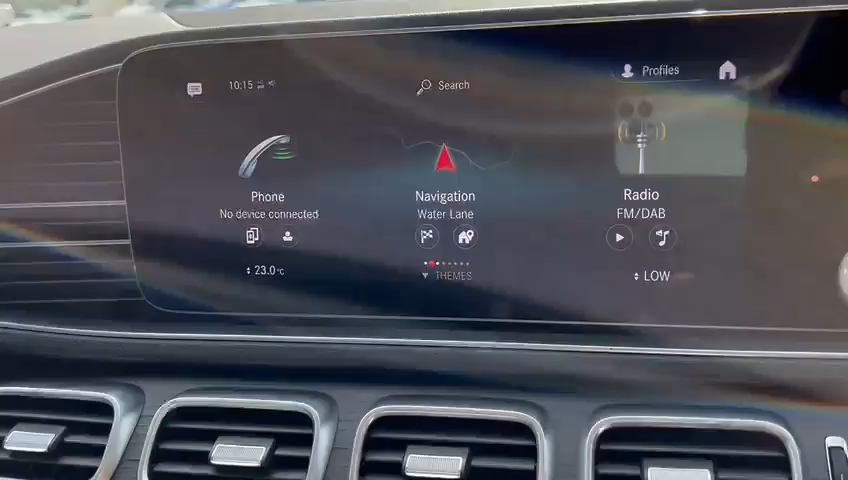 10:15
Search
Profiles
Phone
No device connected
Navigation
Water Lane
Radio
FM/DAB
23.0°C
THEMES
LOW